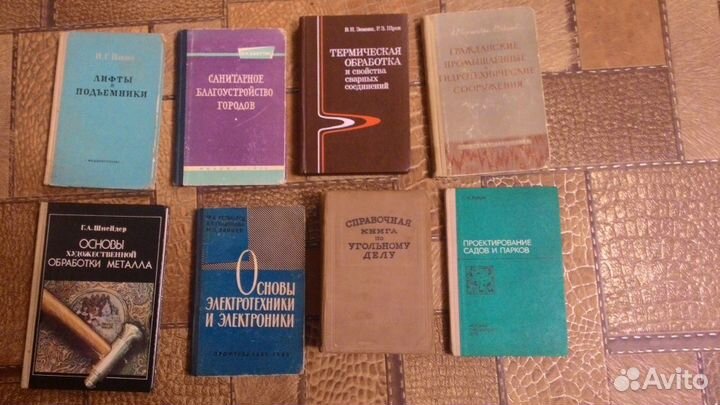 И. Г. Павлов
ЛИФТЫ И
ПОДЪЕМНИКИ
САНИТАРНОЕ
БЛАГОУСТРОЙСТВО
ГОРОДОВ
В. Н. Земзин, Р. З. Шрон
ТЕРМИЧЕСКАЯ
ОБРАБОТКА
и свойства
сварных
соединений
ГРАЖДАНСКИЕ
ПРОМЫШЛЕННЫЕ
ГИДРОТЕХНИЧЕСКИЕ
СООРУЖЕНИЯ
Г.А. Шнейдер
ОСНОВЫ
ХУДОЖЕСТВЕННОЙ
ОБРАБОТКИ МЕТАЛЛА
ОСНОВЫ
ЭЛЕКТРОТЕХНИКИ
И ЭЛЕКТРОНИКИ
СПРАВОЧНАЯ
КНИГА ПО
УГОЛЬНОМУ
ДЕЛУ
ПРОЕКТИРОВАНИЕ
САДОВ И ПАРКОВ
Avito